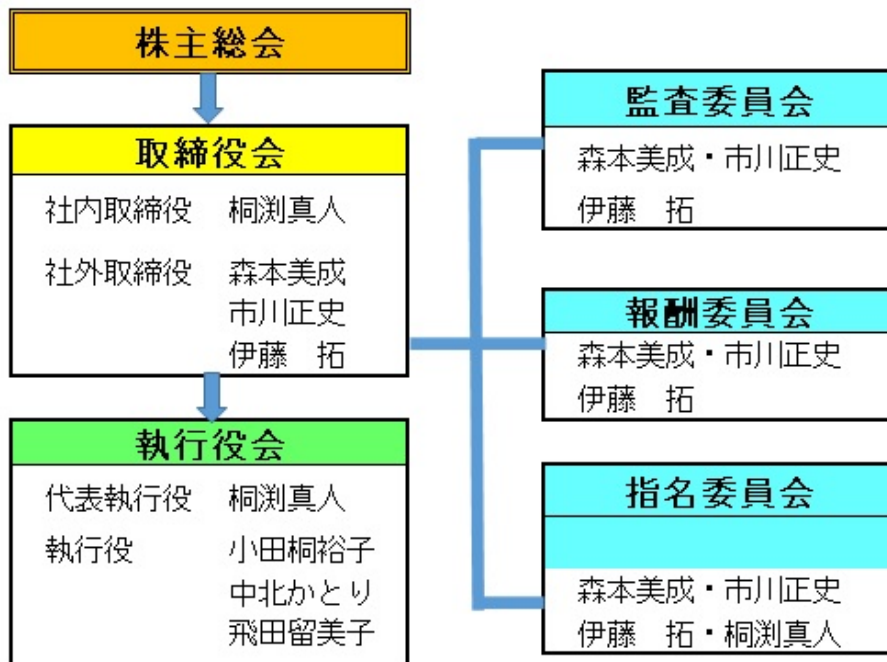 株主総会
取締役会
社内取締役　桐渕真人
社外取締役　森本美成
市川正史
伊藤　拓
執行役会
代表執行役　桐渕真人
執行役　小田桐裕子
中北かとり
飛田留美子
監査委員会
森本美成・市川正史
伊藤　拓
報酬委員会
森本美成・市川正史
伊藤　拓
指名委員会
森本美成・市川正史
伊藤　拓・桐渕真人